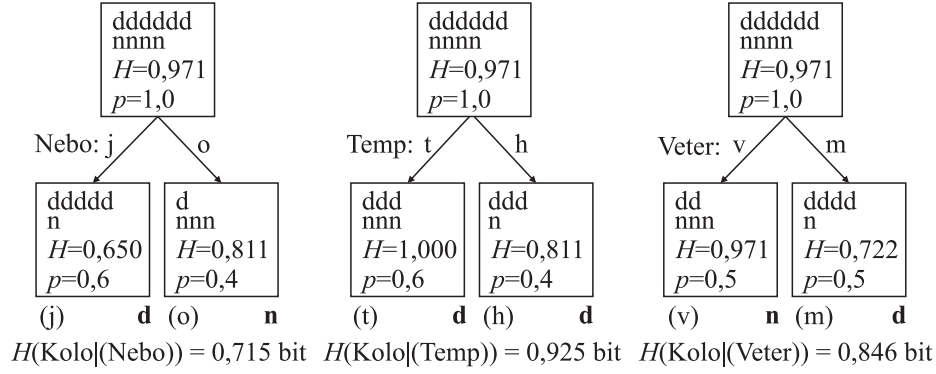 dddddd
nnnn
H=0,971
p=1,0
Nebo: j
o
ddddd
n
H=0,650
p=0,6
d
nnn
H=0,811
p=0,4
(j) d (o) n
H(Kolo|(Nebo)) = 0,715 bit
dddddd
nnnn
H=0,971
p=1,0
Temp: t
h
ddd
nnn
H=1,000
p=0,6
ddd
n
H=0,811
p=0,4
(t) d (h) d
H(Kolo|(Temp)) = 0,925 bit
dddddd
nnnn
H=0,971
p=1,0
Veter: v
m
dd
nnn
H=0,971
p=0,5
dddd
n
H=0,722
p=0,5
(v) n (m) d
H(Kolo|(Veter)) = 0,846 bit